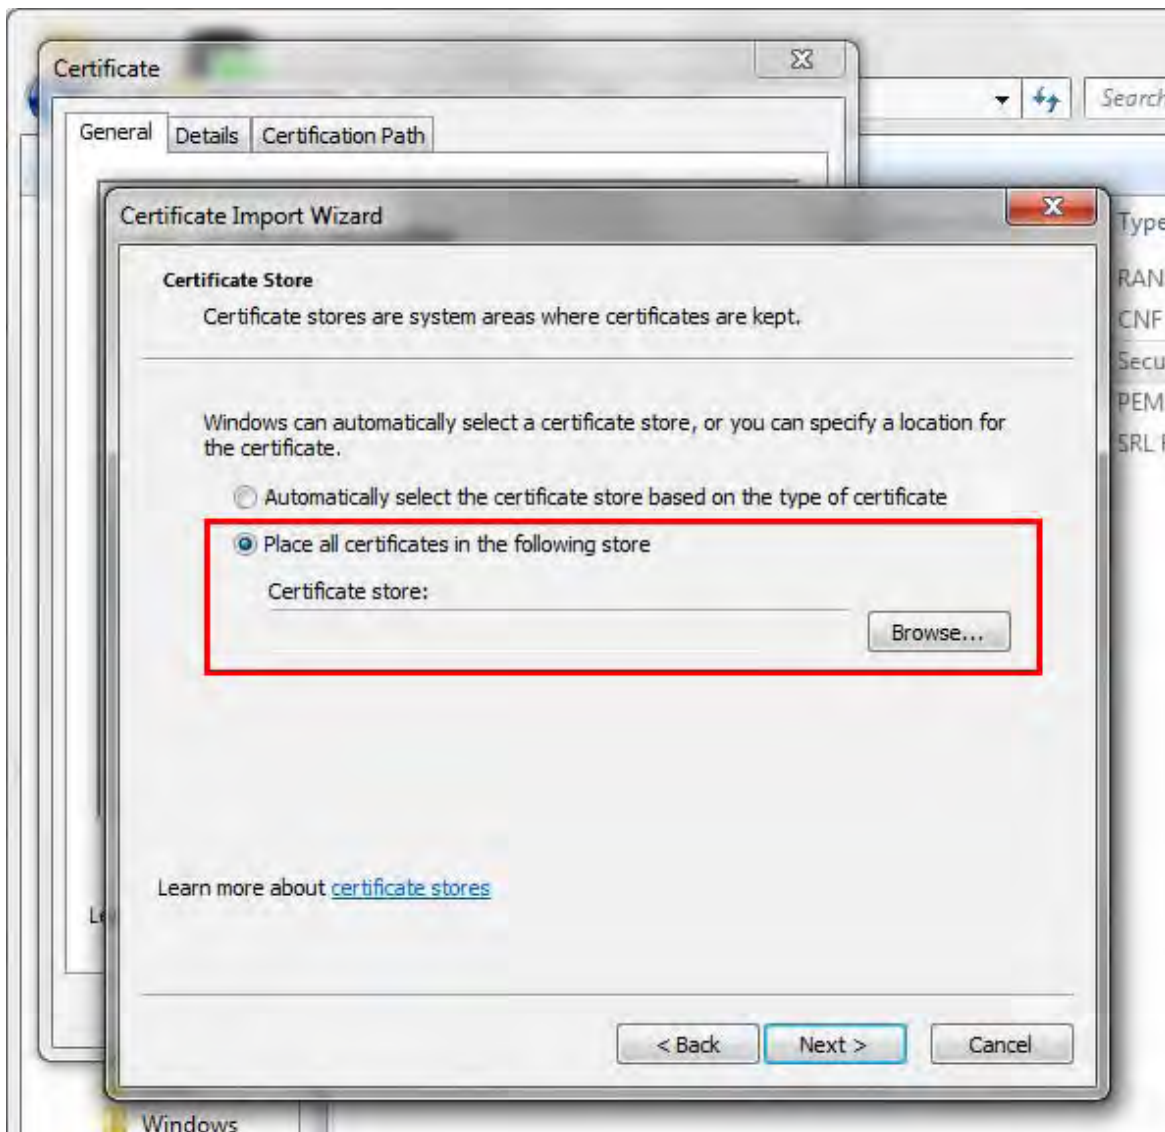 Certificate
Search
General Details Certification Path
Certificate Import Wizard
Type
RAN
CNF
Secu
PEM
SRL
Certificate Store
Certificate stores are system areas where certificates are kept.
Windows can automatically select a certificate store, or you can specify a location for
the certificate.
Automatically select the certificate store based on the type of certificate
Place all certificates in the following store
Certificate store:
Browse...
Learn more about certificate stores
Le
< Back Next > Cancel
Windows